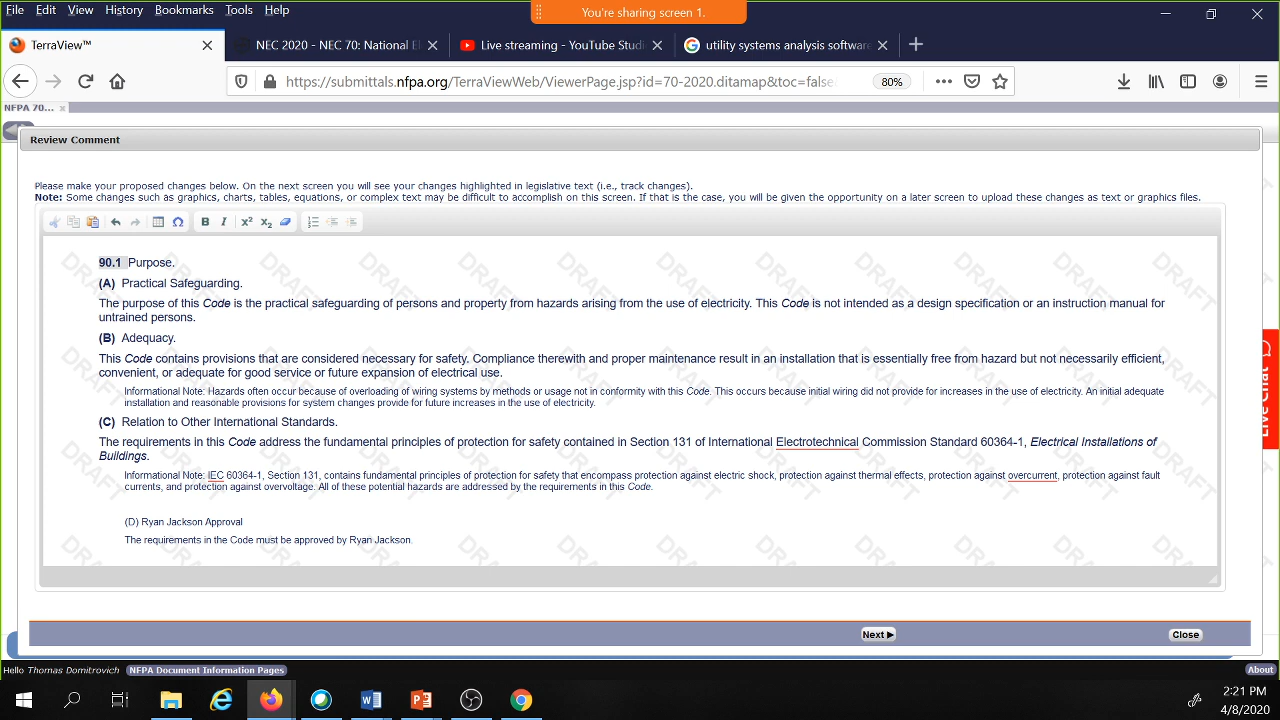 File Edit View History Bookmarks Tools Help
You're sharing screen 1.
TerraView™
NEC 2020 - NEC 70: National El
Live streaming - YouTube Studi
utility systems analysis software
https://submittals.nfpa.org/TerraViewWeb/ViewerPage.jsp?id=70-2020.ditamap&toc=false
80%
NFPA 70...
Review Comment
Please make your proposed changes below. On the next screen you will see your changes highlighted in legislative text (i.e., track changes).
Note: Some changes such as graphics, charts, tables, equations, or complex text may be difficult to accomplish on this screen. If that is the case, you will be given the opportunity on a later screen to upload these changes as text or graphics files.
90.1 Purpose.
(A) Practical Safeguarding.
The purpose of this Code is the practical safeguarding of persons and property from hazards arising from the use of electricity. This Code is not intended as a design specification or an instruction manual for
untrained persons.
(B) Adequacy.
This Code contains provisions that are considered necessary for safety. Compliance therewith and proper maintenance result in an installation that is essentially free from hazard but not necessarily efficient,
convenient, or adequate for good service or future expansion of electrical use.
Informational Note: Hazards often occur because of overloading of wiring systems by methods or usage not in conformity with this Code. This occurs because initial wiring did not provide for increases in the use of electricity. An initial adequate
installation and reasonable provisions for system changes provide for future increases in the use of electricity.
(C) Relation to Other International Standards.
The requirements in this Code address the fundamental principles of protection for safety contained in Section 131 of International Electrotechnical Commission Standard 60364-1, Electrical Installations of
Buildings.
Informational Note: IEC 60364-1, Section 131, contains fundamental principles of protection for safety that encompass protection against electric shock, protection against thermal effects, protection against overcurrent, protection against fault
currents, and protection against overvoltage. All of these potential hazards are addressed by the requirements in this Code.
(D) Ryan Jackson Approval
The requirements in the Code must be approved by Ryan Jackson.
DRAFT
Live Chat
Next
Close
Hello Thomas Domitrovich NFPA Document Information Pages
About
2:21 PM
4/8/2020